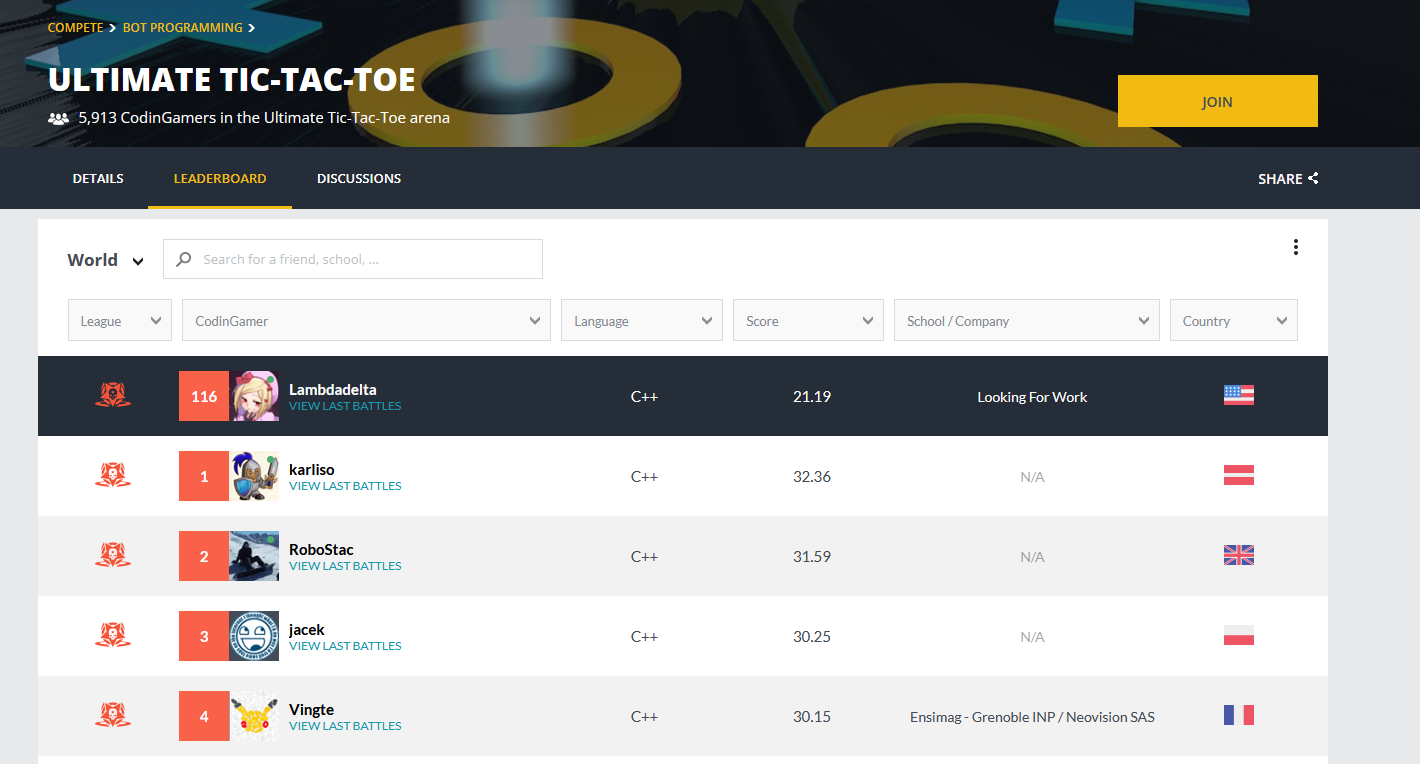 COMPETE > BOT PROGRAMMING >
ULTIMATE TIC-TAC-TOE
5,913 CodinGamers in the Ultimate Tic-Tac-Toe arena
JOIN
DETAILS LEADERBOARD DISCUSSIONS SHARE
World Search for a friend, school, ...
League CodinGamer Language Score School / Company Country
116 Lambdadelta C++ 21.19 Looking For Work
VIEW LAST BATTLES
1 karliso C++ 32.36 N/A
VIEW LAST BATTLES
2 RoboStac C++ 31.59 N/A
VIEW LAST BATTLES
3 jacek C++ 30.25 N/A
VIEW LAST BATTLES
4 Vingte C++ 30.15 Ensimag - Grenoble INP / Neovision SAS
VIEW LAST BATTLES